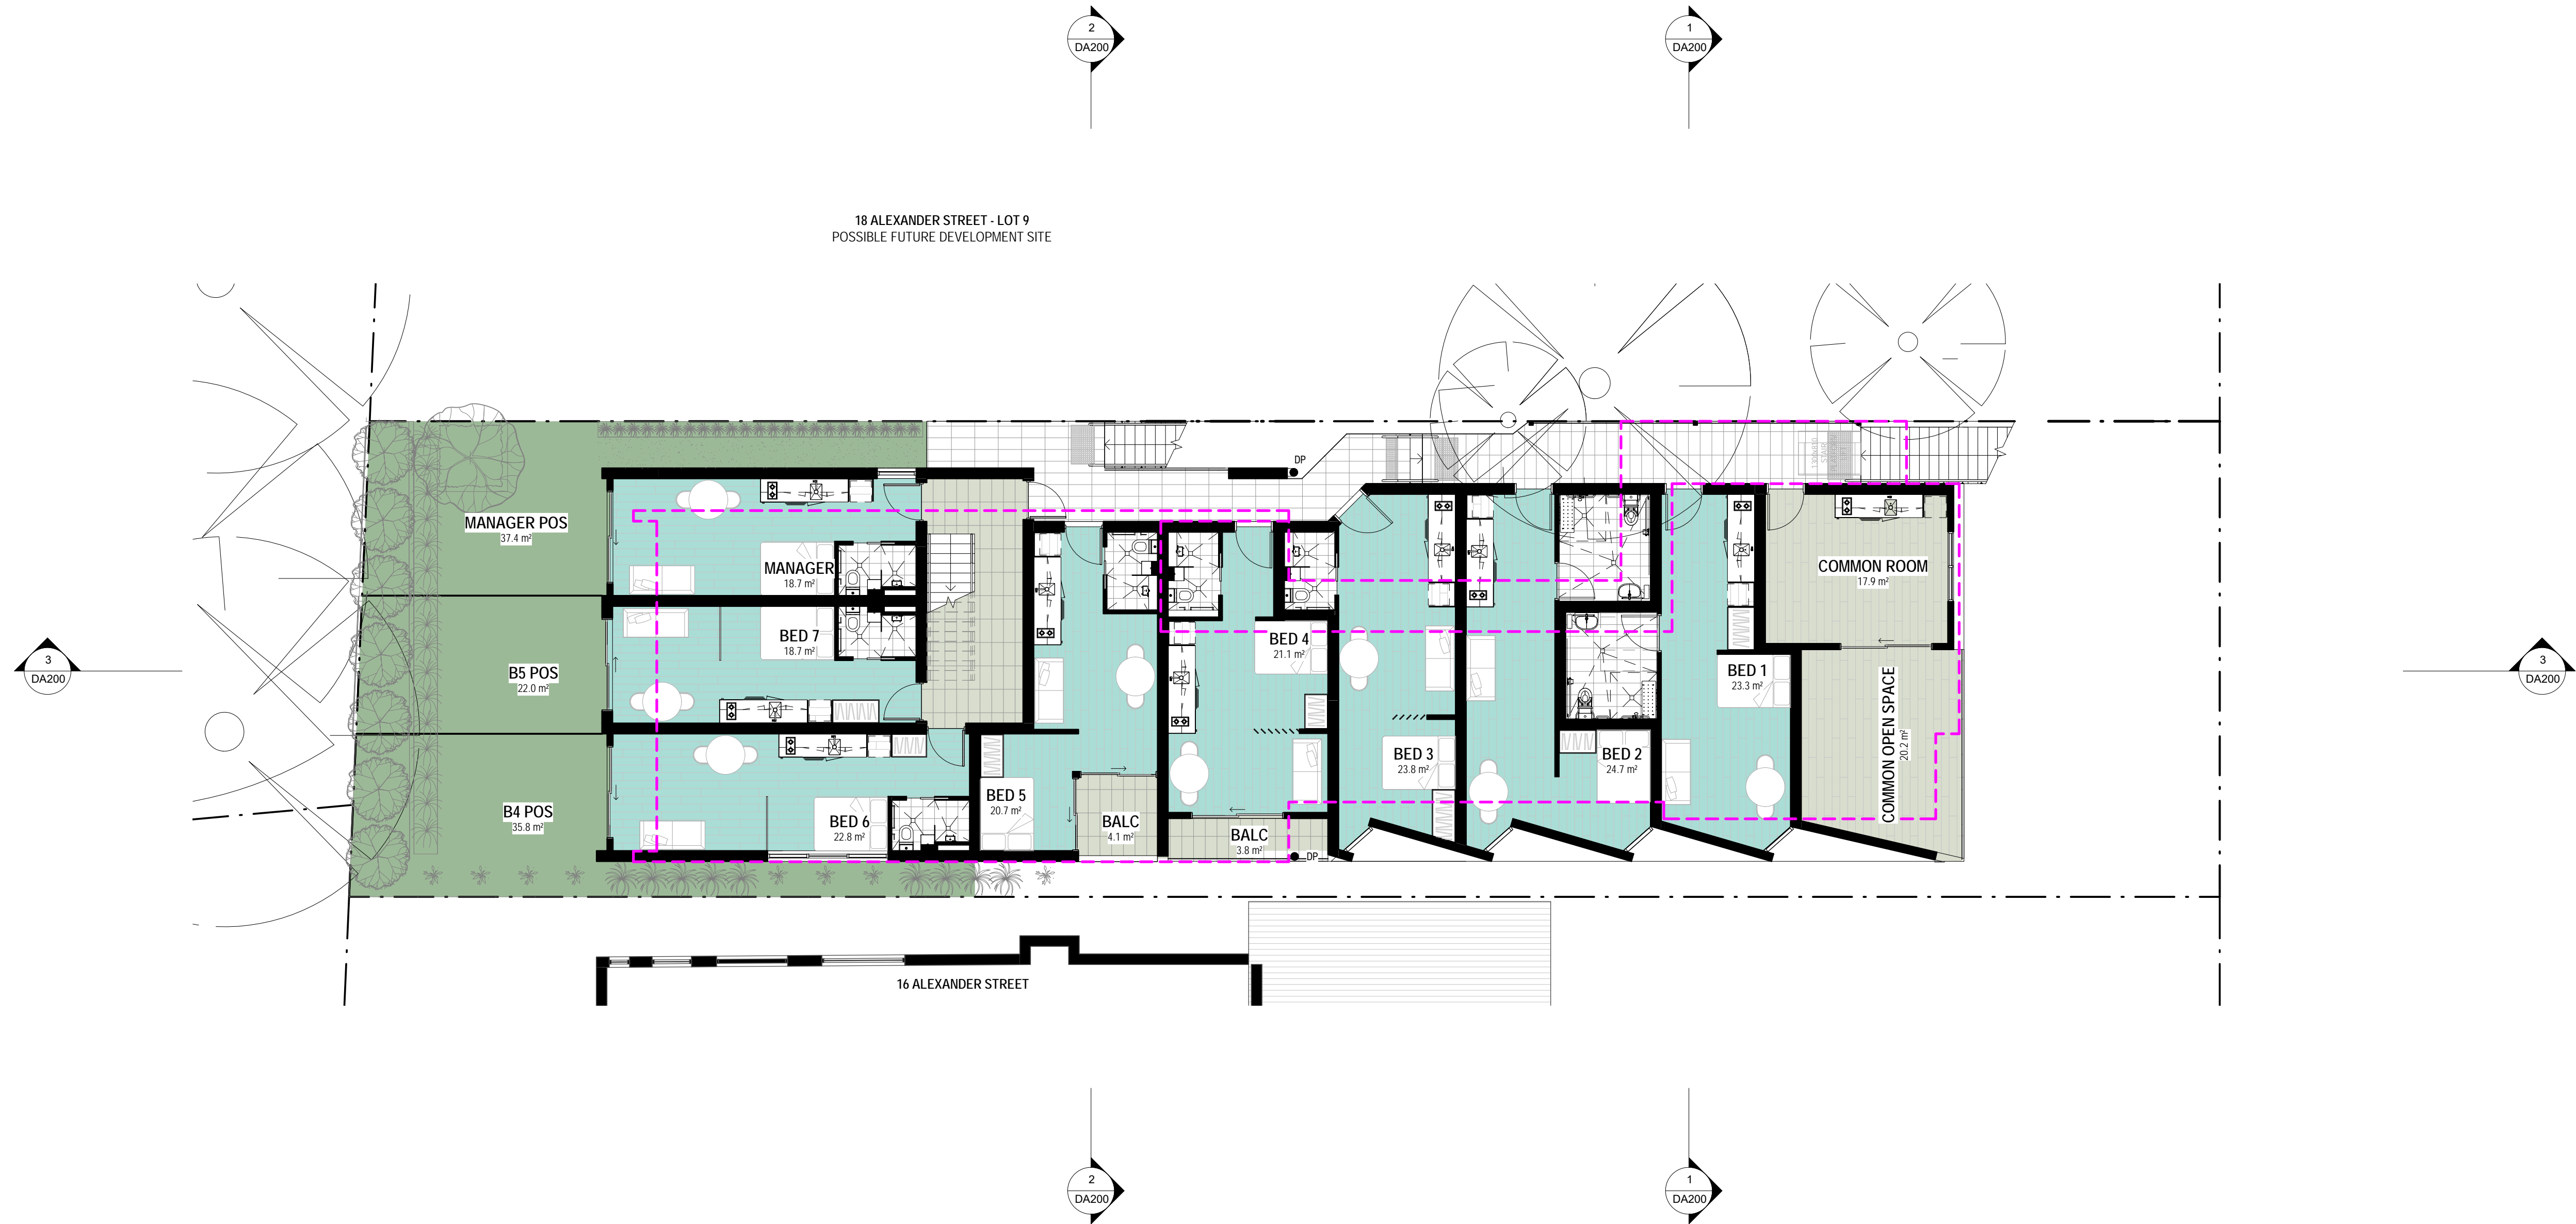 2
DA200
1
DA200
18 ALEXANDER STREET - LOT 9
POSSIBLE FUTURE DEVELOPMENT SITE
DP
MANAGER POS
37.4 m²
MANAGER
18.7 m²
COMMON ROOM
17.9 m²
BED 7
18.7 m²
BED 4
21.1 m²
B5 POS
22.0 m²
BED 1
23.3 m²
3
DA200
3
DA200
COMMON OPEN SPACE
20.2 m²
BED 3
23.8 m²
BED 2
24.7 m²
BED 5
20.7 m²
B4 POS
35.8 m²
BED 6
22.8 m²
BALC
4.1 m²
BALC
3.8 m²
DP
16 ALEXANDER STREET
2
DA200
1
DA200